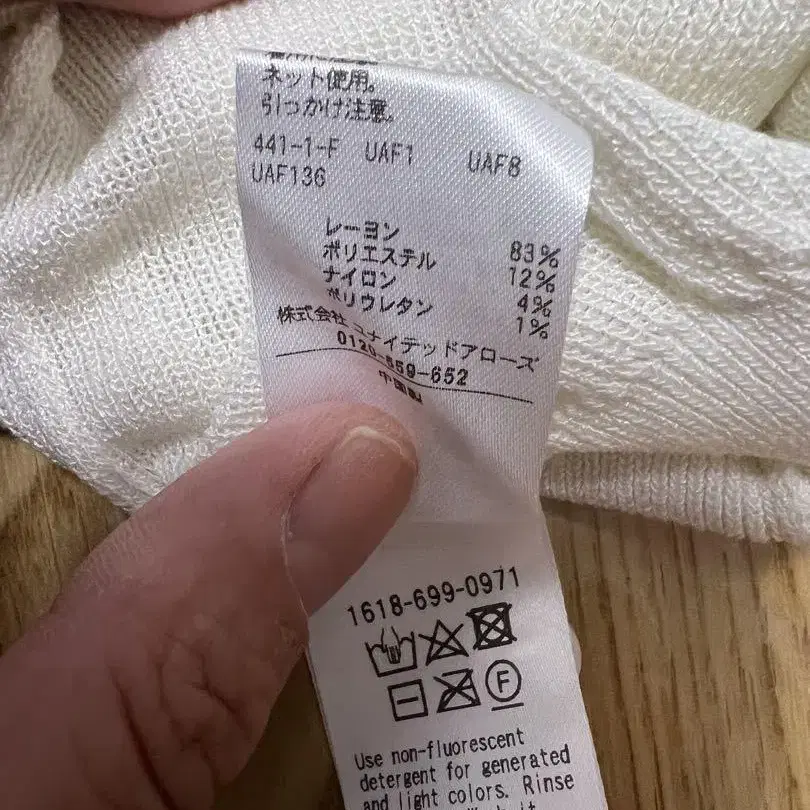 ネット使用。
引っかけ注意。
441-1-F UAF1 UAF8
UAF136
レーヨン 83%
ポリエステル 12%
ナイロン 4%
ポリウレタン 1%
株式会社 ユナイテッドアローズ
0120-559-652
中国製
1618-699-0971
F
Use non-fluorescent
detergent for generated
and light colors. Rinse
it